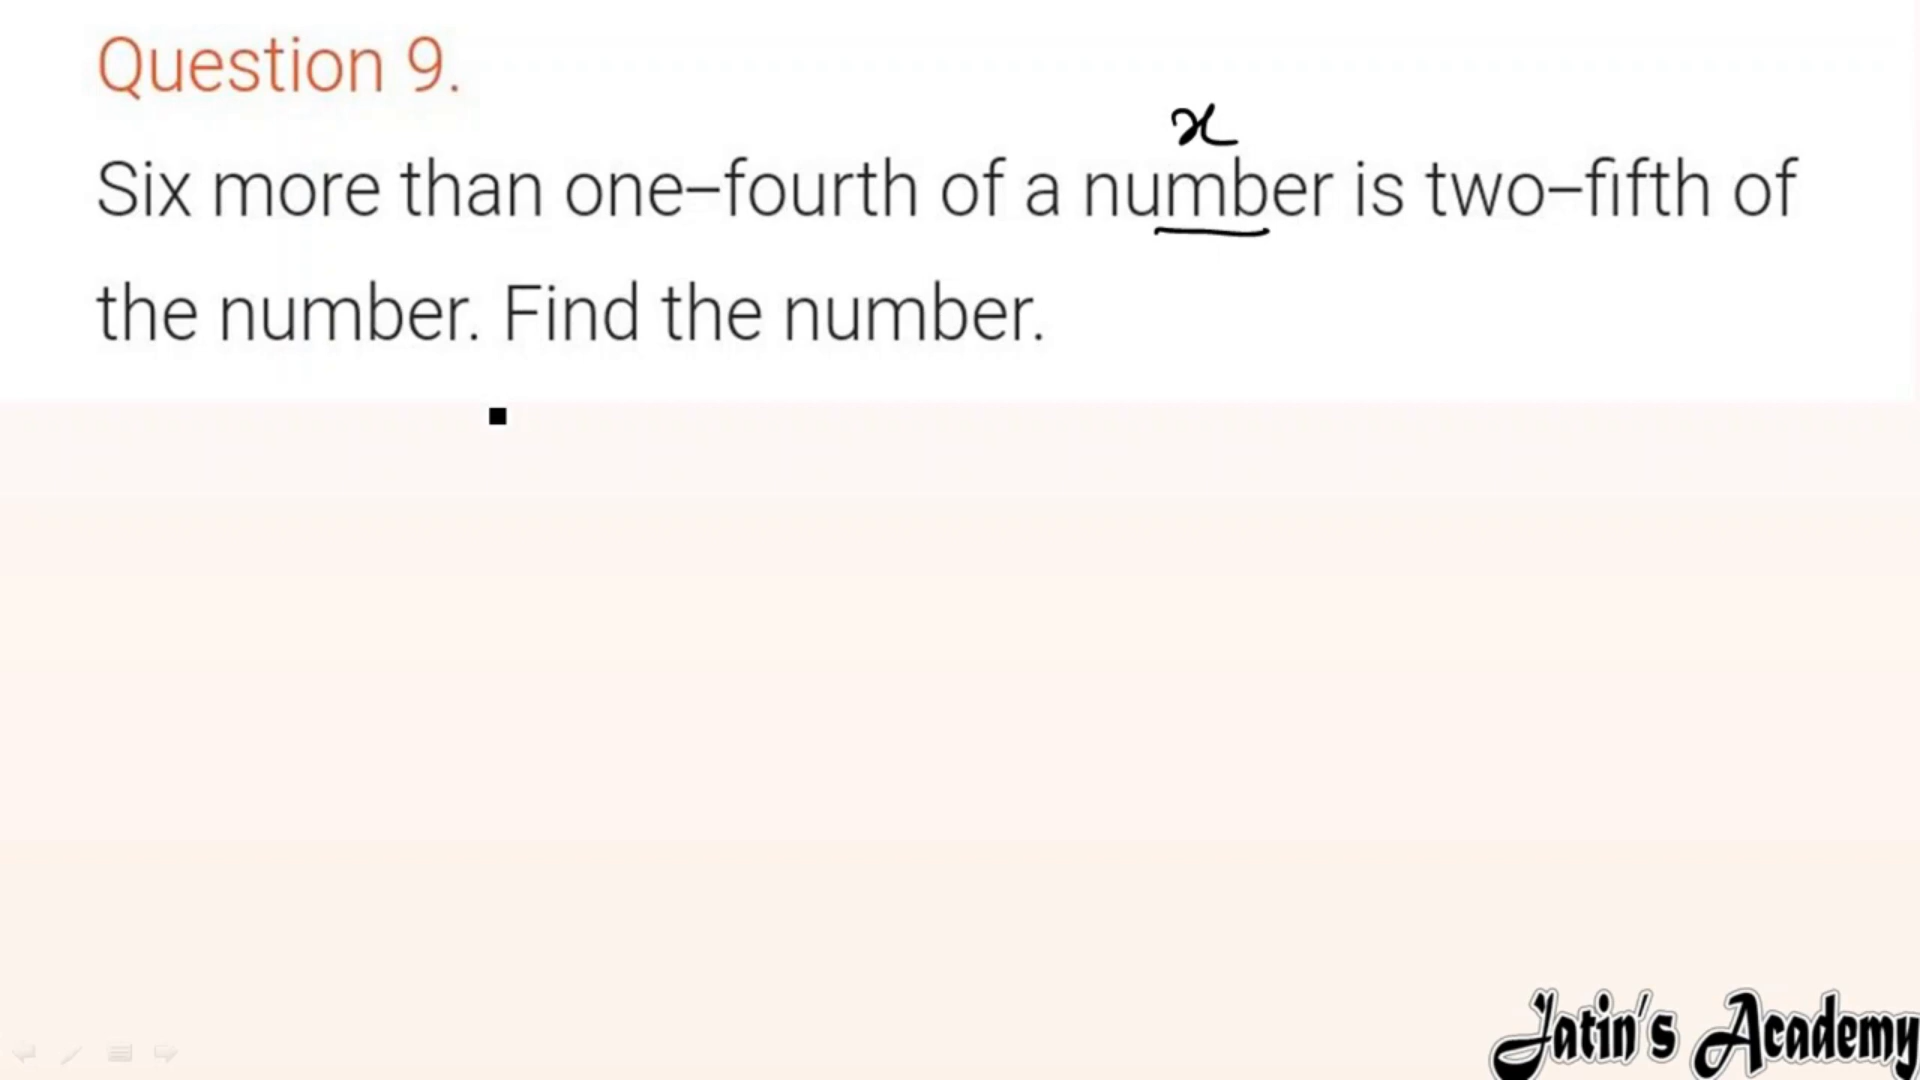 Question 9.
x
Six more than one–fourth of a number is two–fifth of
the number. Find the number.
Jatin's Academy